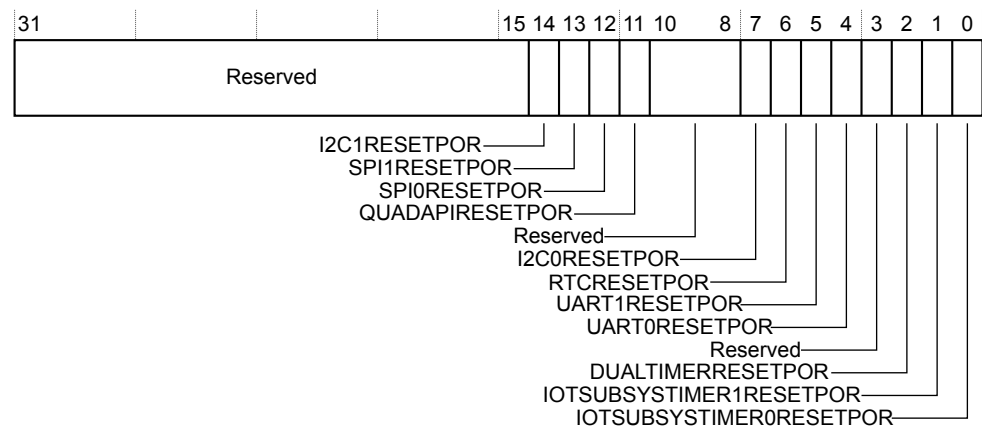 31 15 14 13 12 11 10 8 7 6 5 4 3 2 1 0
Reserved
I2C1RESETPOR
SPI1RESETPOR
SPI0RESETPOR
QUADAPIRESETPOR
Reserved
I2C0RESETPOR
RTCRESETPOR
UART1RESETPOR
UART0RESETPOR
Reserved
DUALTIMERRESETPOR
IOTSUBSYSTIMER1RESETPOR
IOTSUBSYSTIMER0RESETPOR